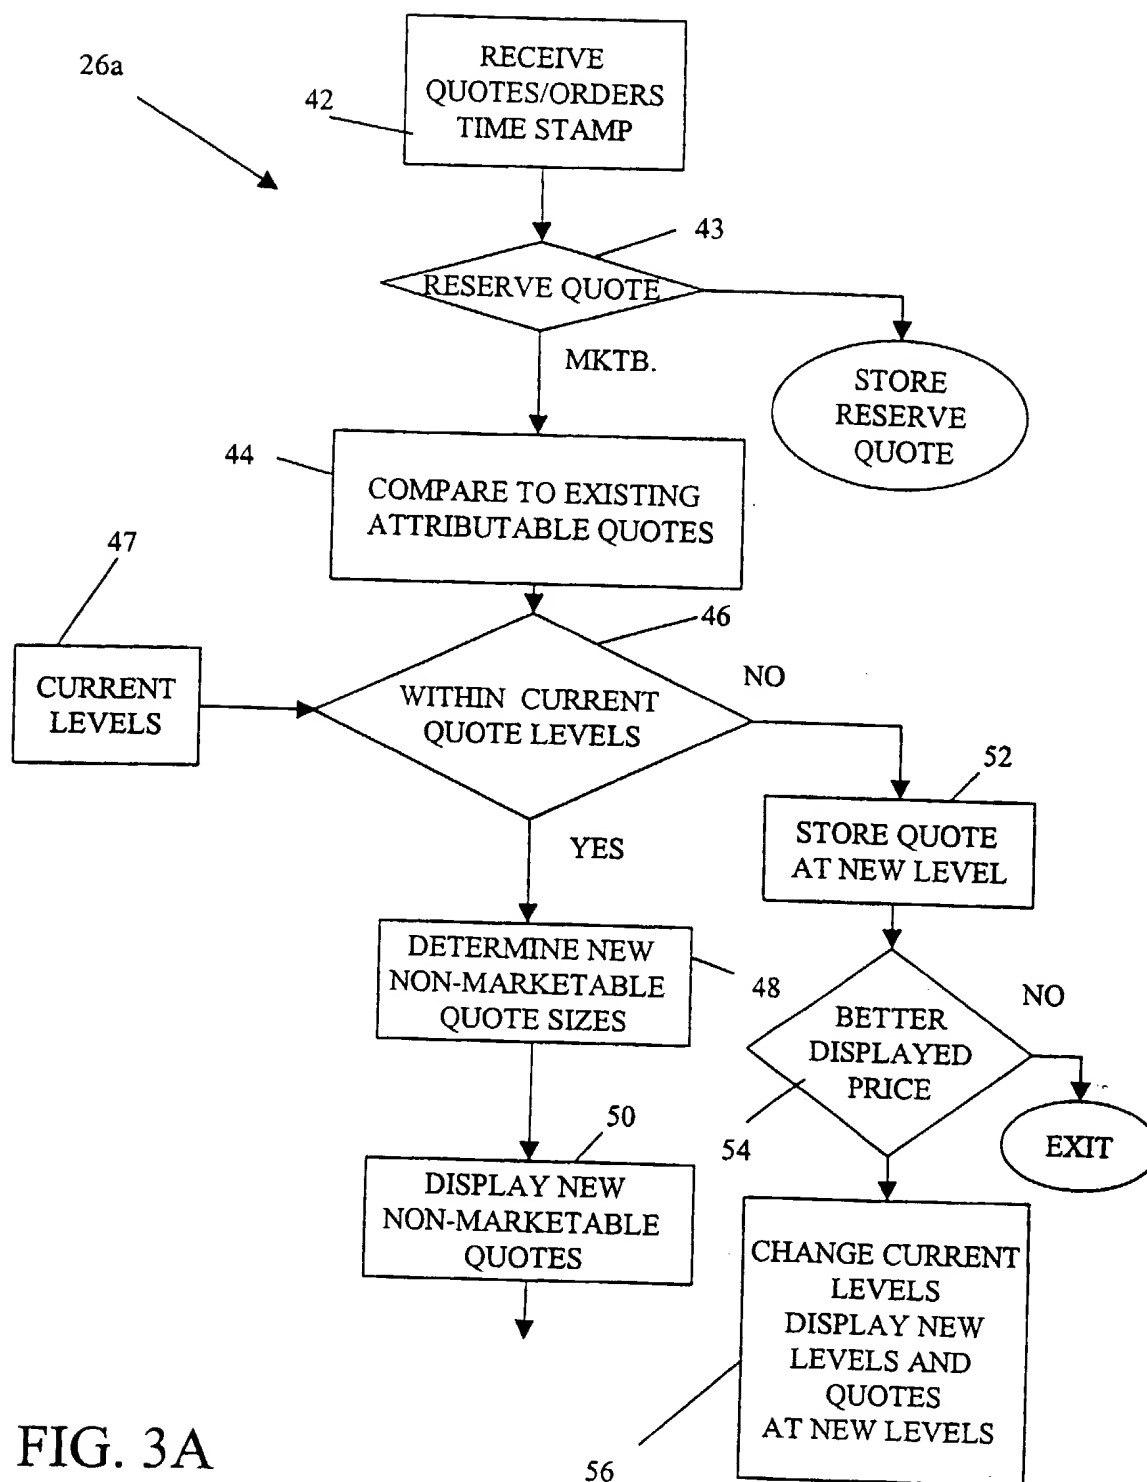 RECEIVE
QUOTES/ORDERS
TIME STAMP
26a
42
43
RESERVE QUOTE
MKTB.
STORE
RESERVE
QUOTE
44
COMPARE TO EXISTING
ATTRIBUTABLE QUOTES
47
46
CURRENT
LEVELS
WITHIN CURRENT
QUOTE LEVELS
NO
52
YES
STORE QUOTE
AT NEW LEVEL
DETERMINE NEW
NON-MARKETABLE
QUOTE SIZES
48
BETTER
DISPLAYED
PRICE
NO
54
EXIT
50
DISPLAY NEW
NON-MARKETABLE
QUOTES
CHANGE CURRENT
LEVELS
DISPLAY NEW
LEVELS AND
QUOTES
AT NEW LEVELS
56
FIG. 3A